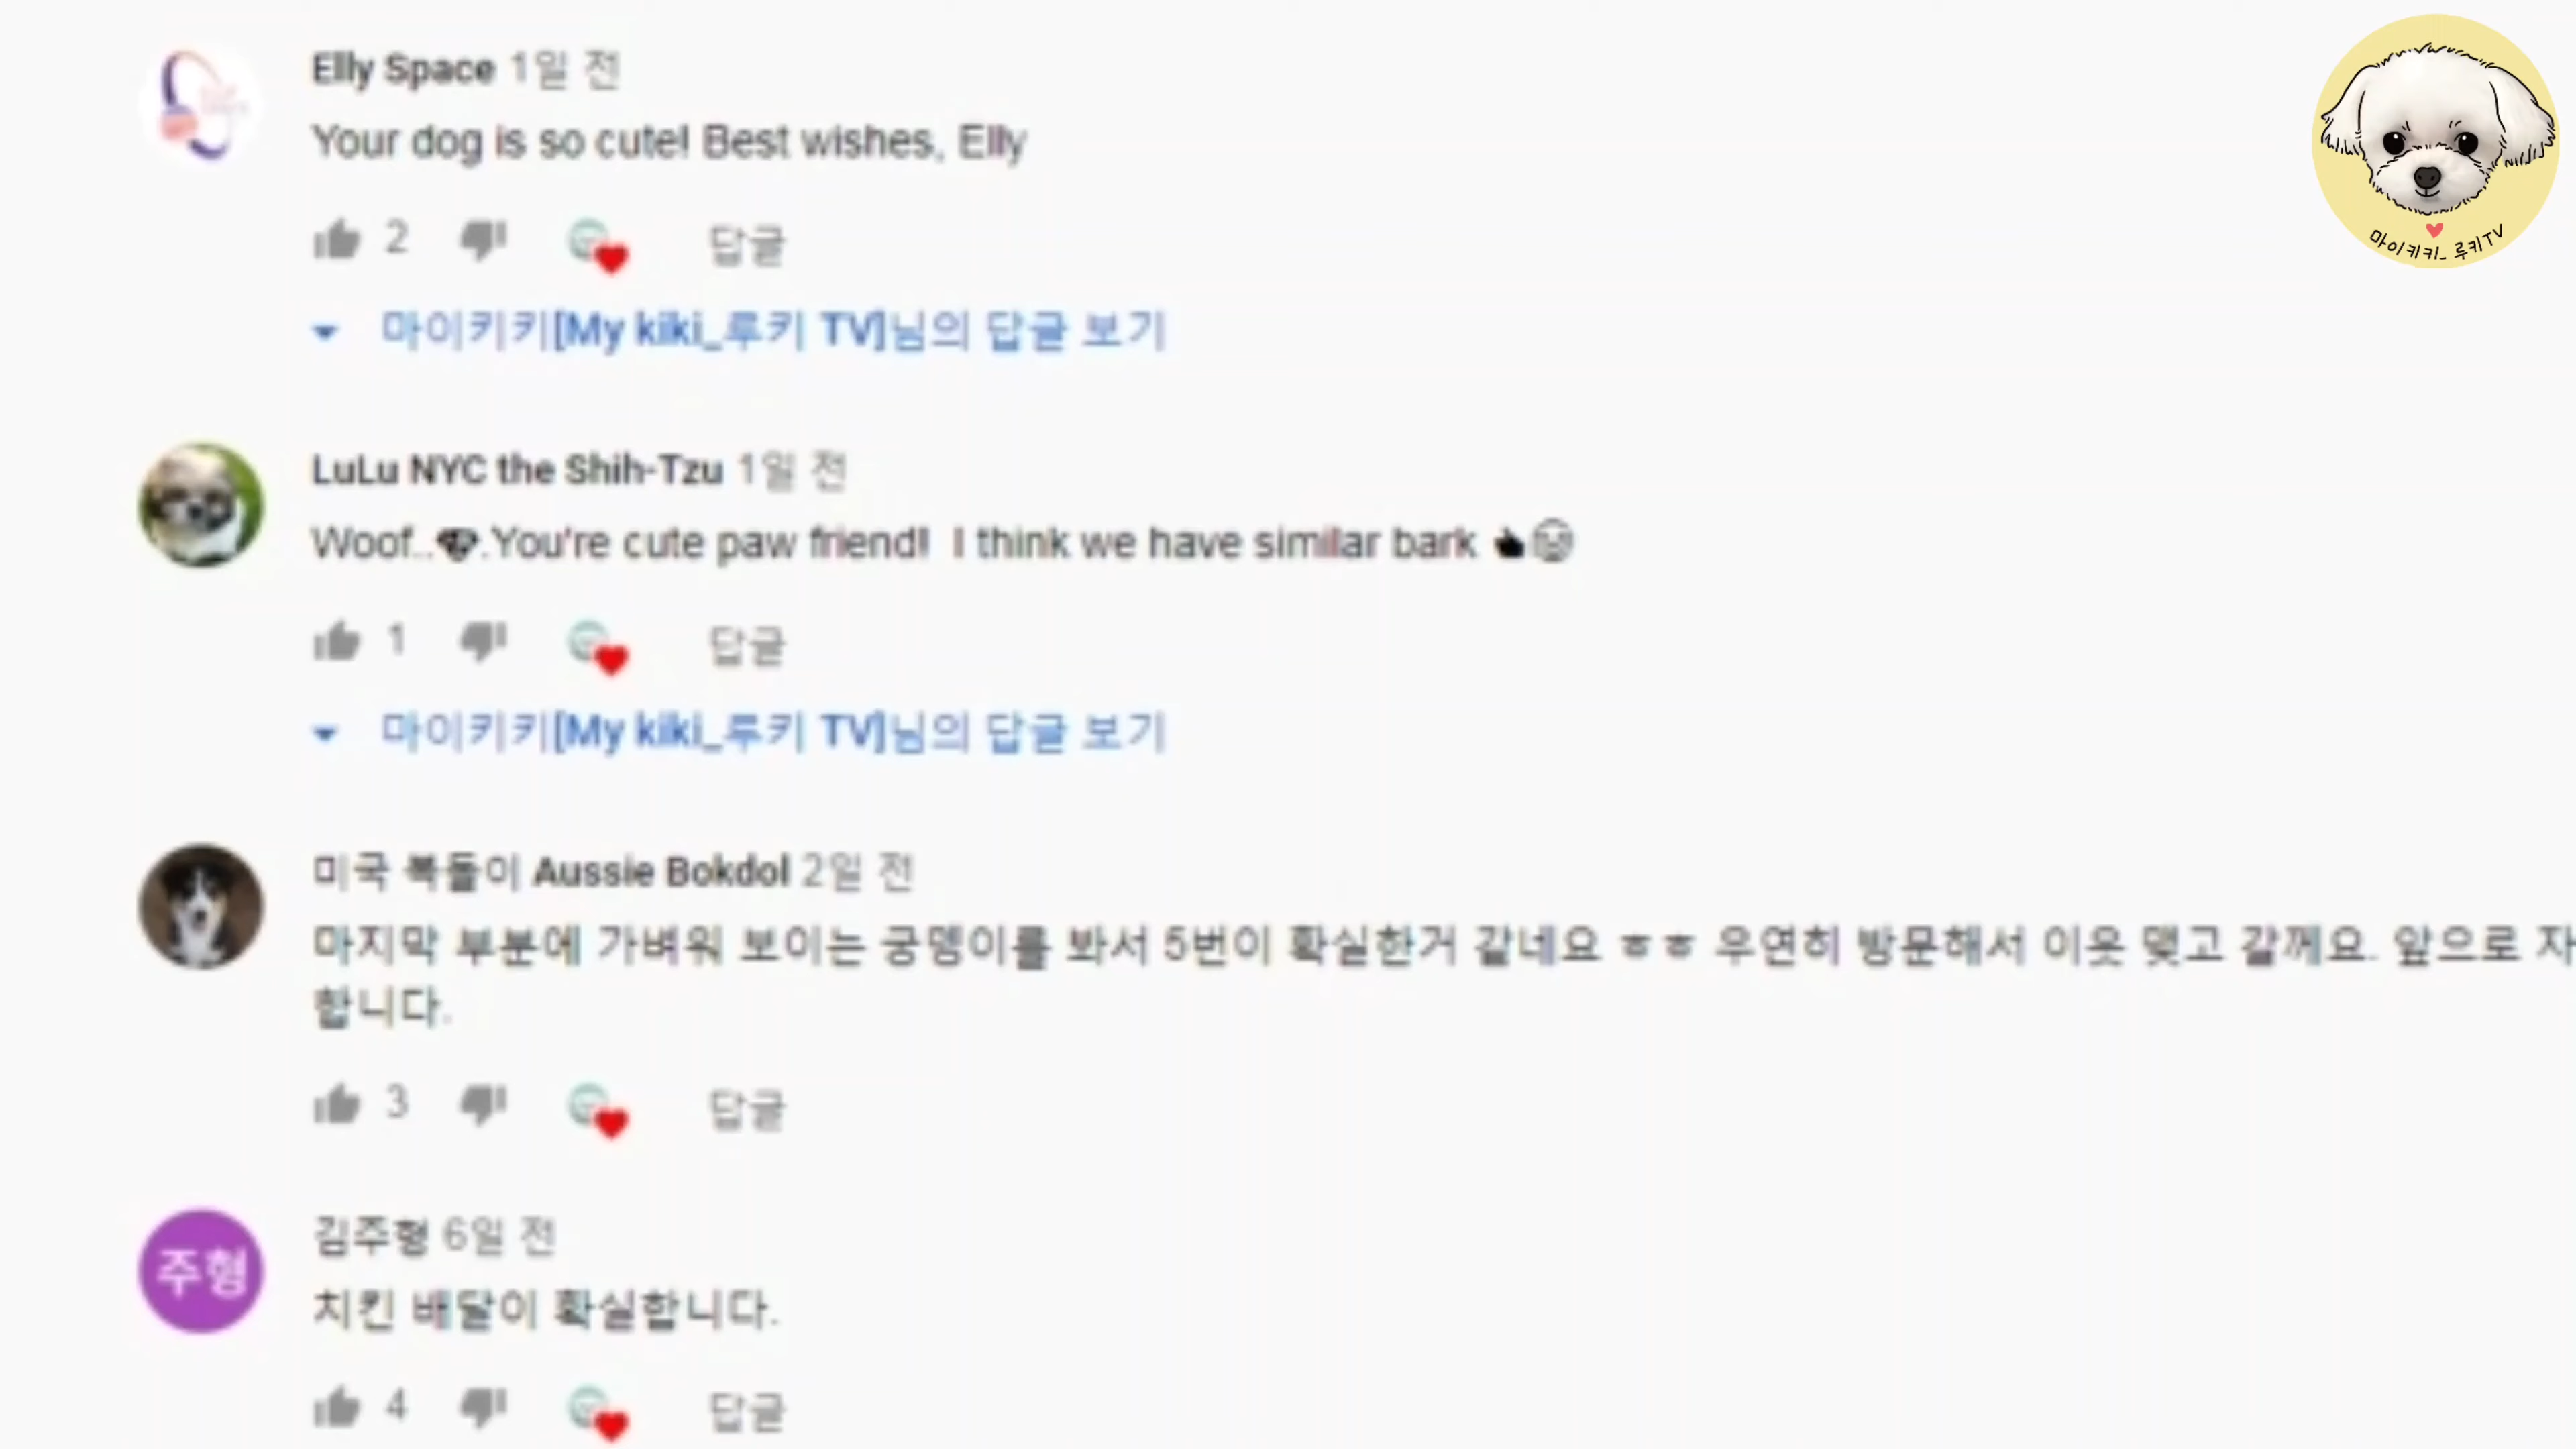 Elly Space 1일 전
Your dog is so cute! Best wishes, Elly
2 답글
마이키키[My kiki_루키 TV]님의 답글 보기
LuLu NYC the Shih-Tzu 1일 전
Woof...You're cute paw friend! I think we have similar bark
1 답글
마이키키[My kiki_루키 TV]님의 답글 보기
미국 복돌이 Aussie Bokdol 2일 전
마지막 부분에 가벼워 보이는 궁뎅이를 봐서 5번이 확실한거 같네요 ㅎㅎ 우연히 방문해서 이웃 맺고 갈께요. 앞으로 자
합니다.
3 답글
주형
김주형 6일 전
치킨 배달이 확실합니다.
4 답글
마이키키_루키TV